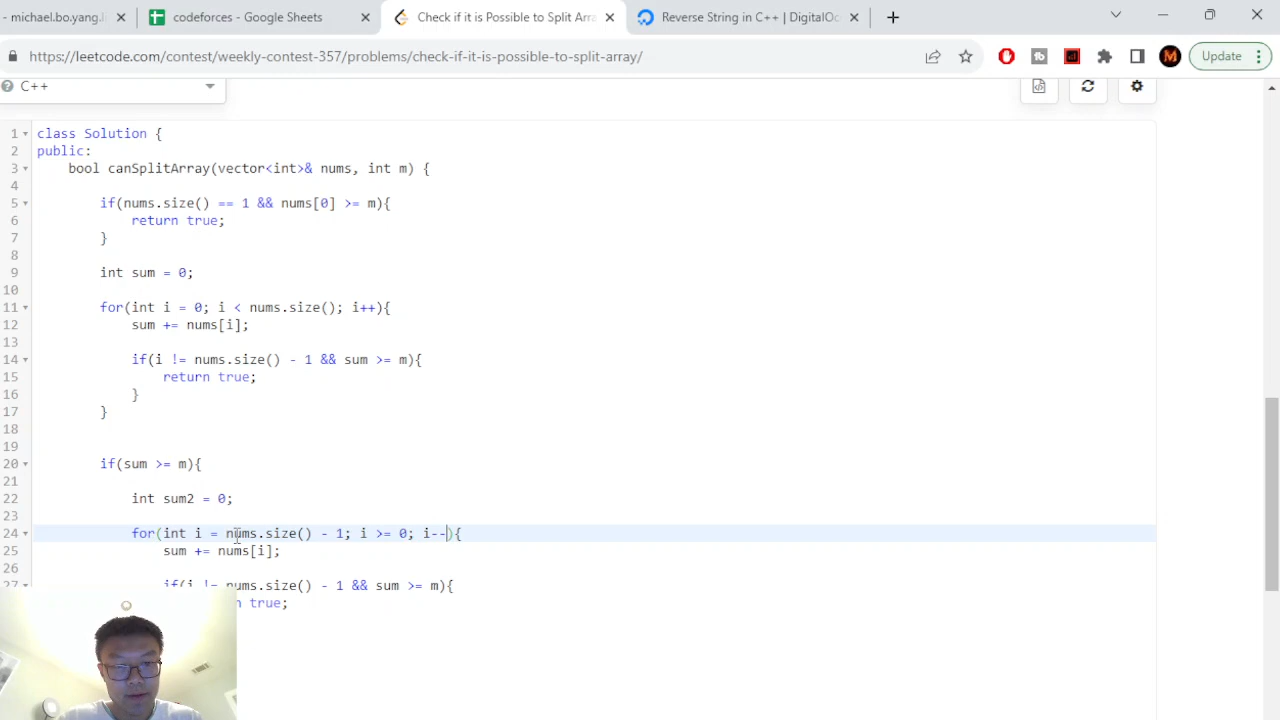 - michael.bo.yang.
codeforces - Google Sheets
Check if it is Possible to Split Arra
Reverse String in C++ | DigitalOc
https://leetcode.com/contest/weekly-contest-357/problems/check-if-it-is-possible-to-split-array/
M
Update
C++
1 class Solution {
2 public:
3 bool canSplitArray(vector<int>& nums, int m) {
4
5 if(nums.size() == 1 && nums[0] >= m){
6 return true;
7 }
8
9 int sum = 0;
10
11 for(int i = 0; i < nums.size(); i++){
12 sum += nums[i];
13
14 if(i != nums.size() - 1 && sum >= m){
15 return true;
16 }
17 }
18
19
20 if(sum >= m){
21
22 int sum2 = 0;
23
24 for(int i = nums.size() - 1; i >= 0; i--){
25 sum += nums[i];
26
27 if(i != nums.size() - 1 && sum >= m){
true;